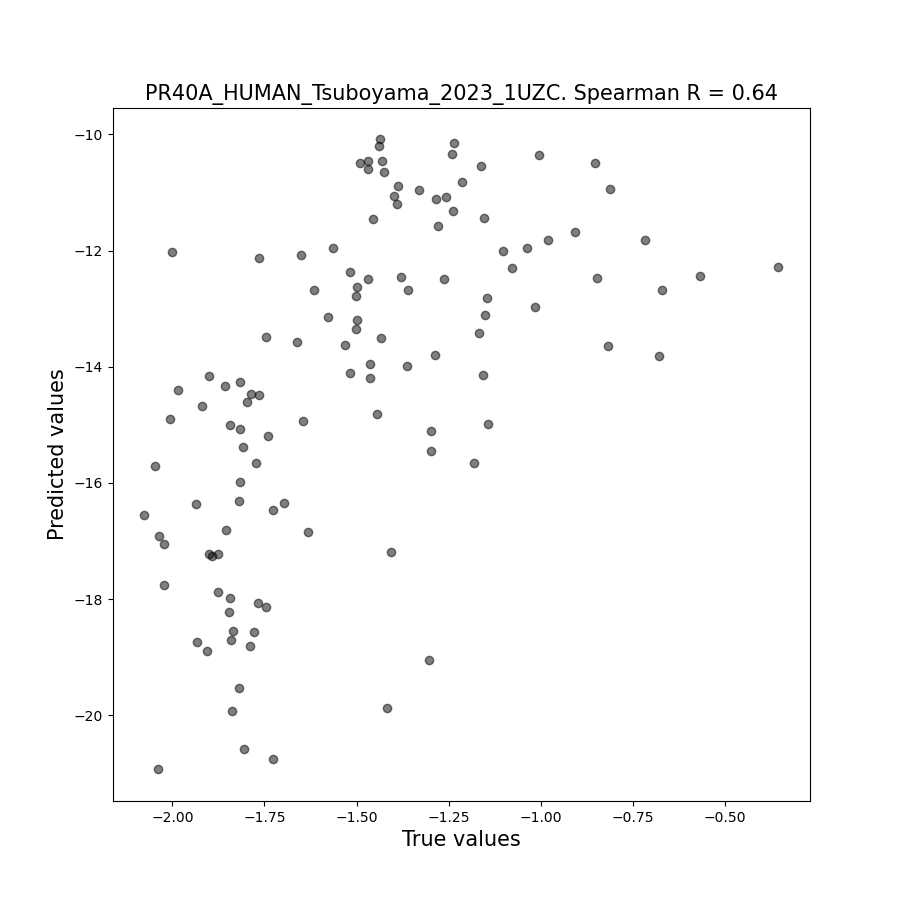 PR40A_HUMAN_Tsuboyama_2023_1UZC. Spearman R = 0.64
−10
−12
−14
−16
−18
−20
Predicted values
−2.00 −1.75 −1.50 −1.25 −1.00 −0.75 −0.50
True values